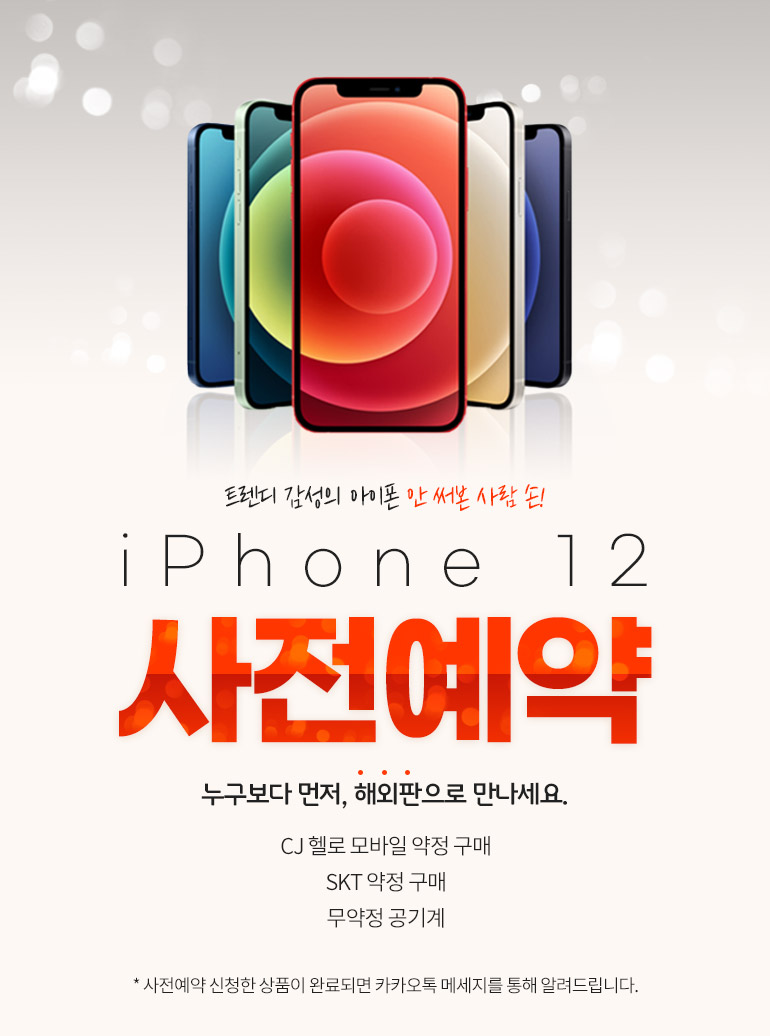 트렌디 감성의 아이폰 안 써본 사람 손!
iPhone 12
사전예약
누구보다 먼저, 해외판으로 만나세요.
CJ 헬로 모바일 약정 구매
SKT 약정 구매
무약정 공기계
* 사전예약 신청한 상품이 완료되면 카카오톡 메세지를 통해 알려드립니다.